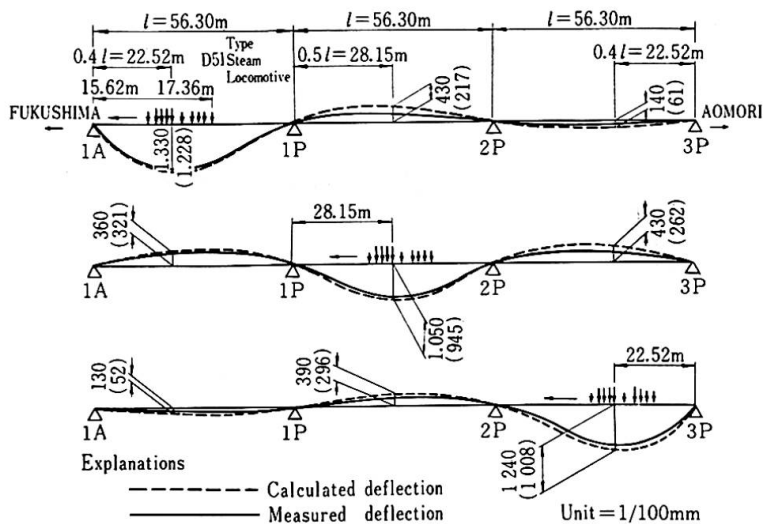 l=56.30m l=56.30m l=56.30m
0.4 l=22.52m Type 0.5 l=28.15m 0.4 l=22.52m
D51 Steam
15.62m 17.36m Locomotive
430
(217)
140
(61)
FUKUSHIMA AOMORI
1.330
(1.228)
1A 1P 2P 3P
360
(321)
28.15m
430
(262)
1A 1P 2P 3P
1.050
(945)
130
(52)
390
(296)
22.52m
1A 1P 2P 3P
1 240
(1 008)
Explanations
Calculated deflection
Measured deflection Unit=1/100mm